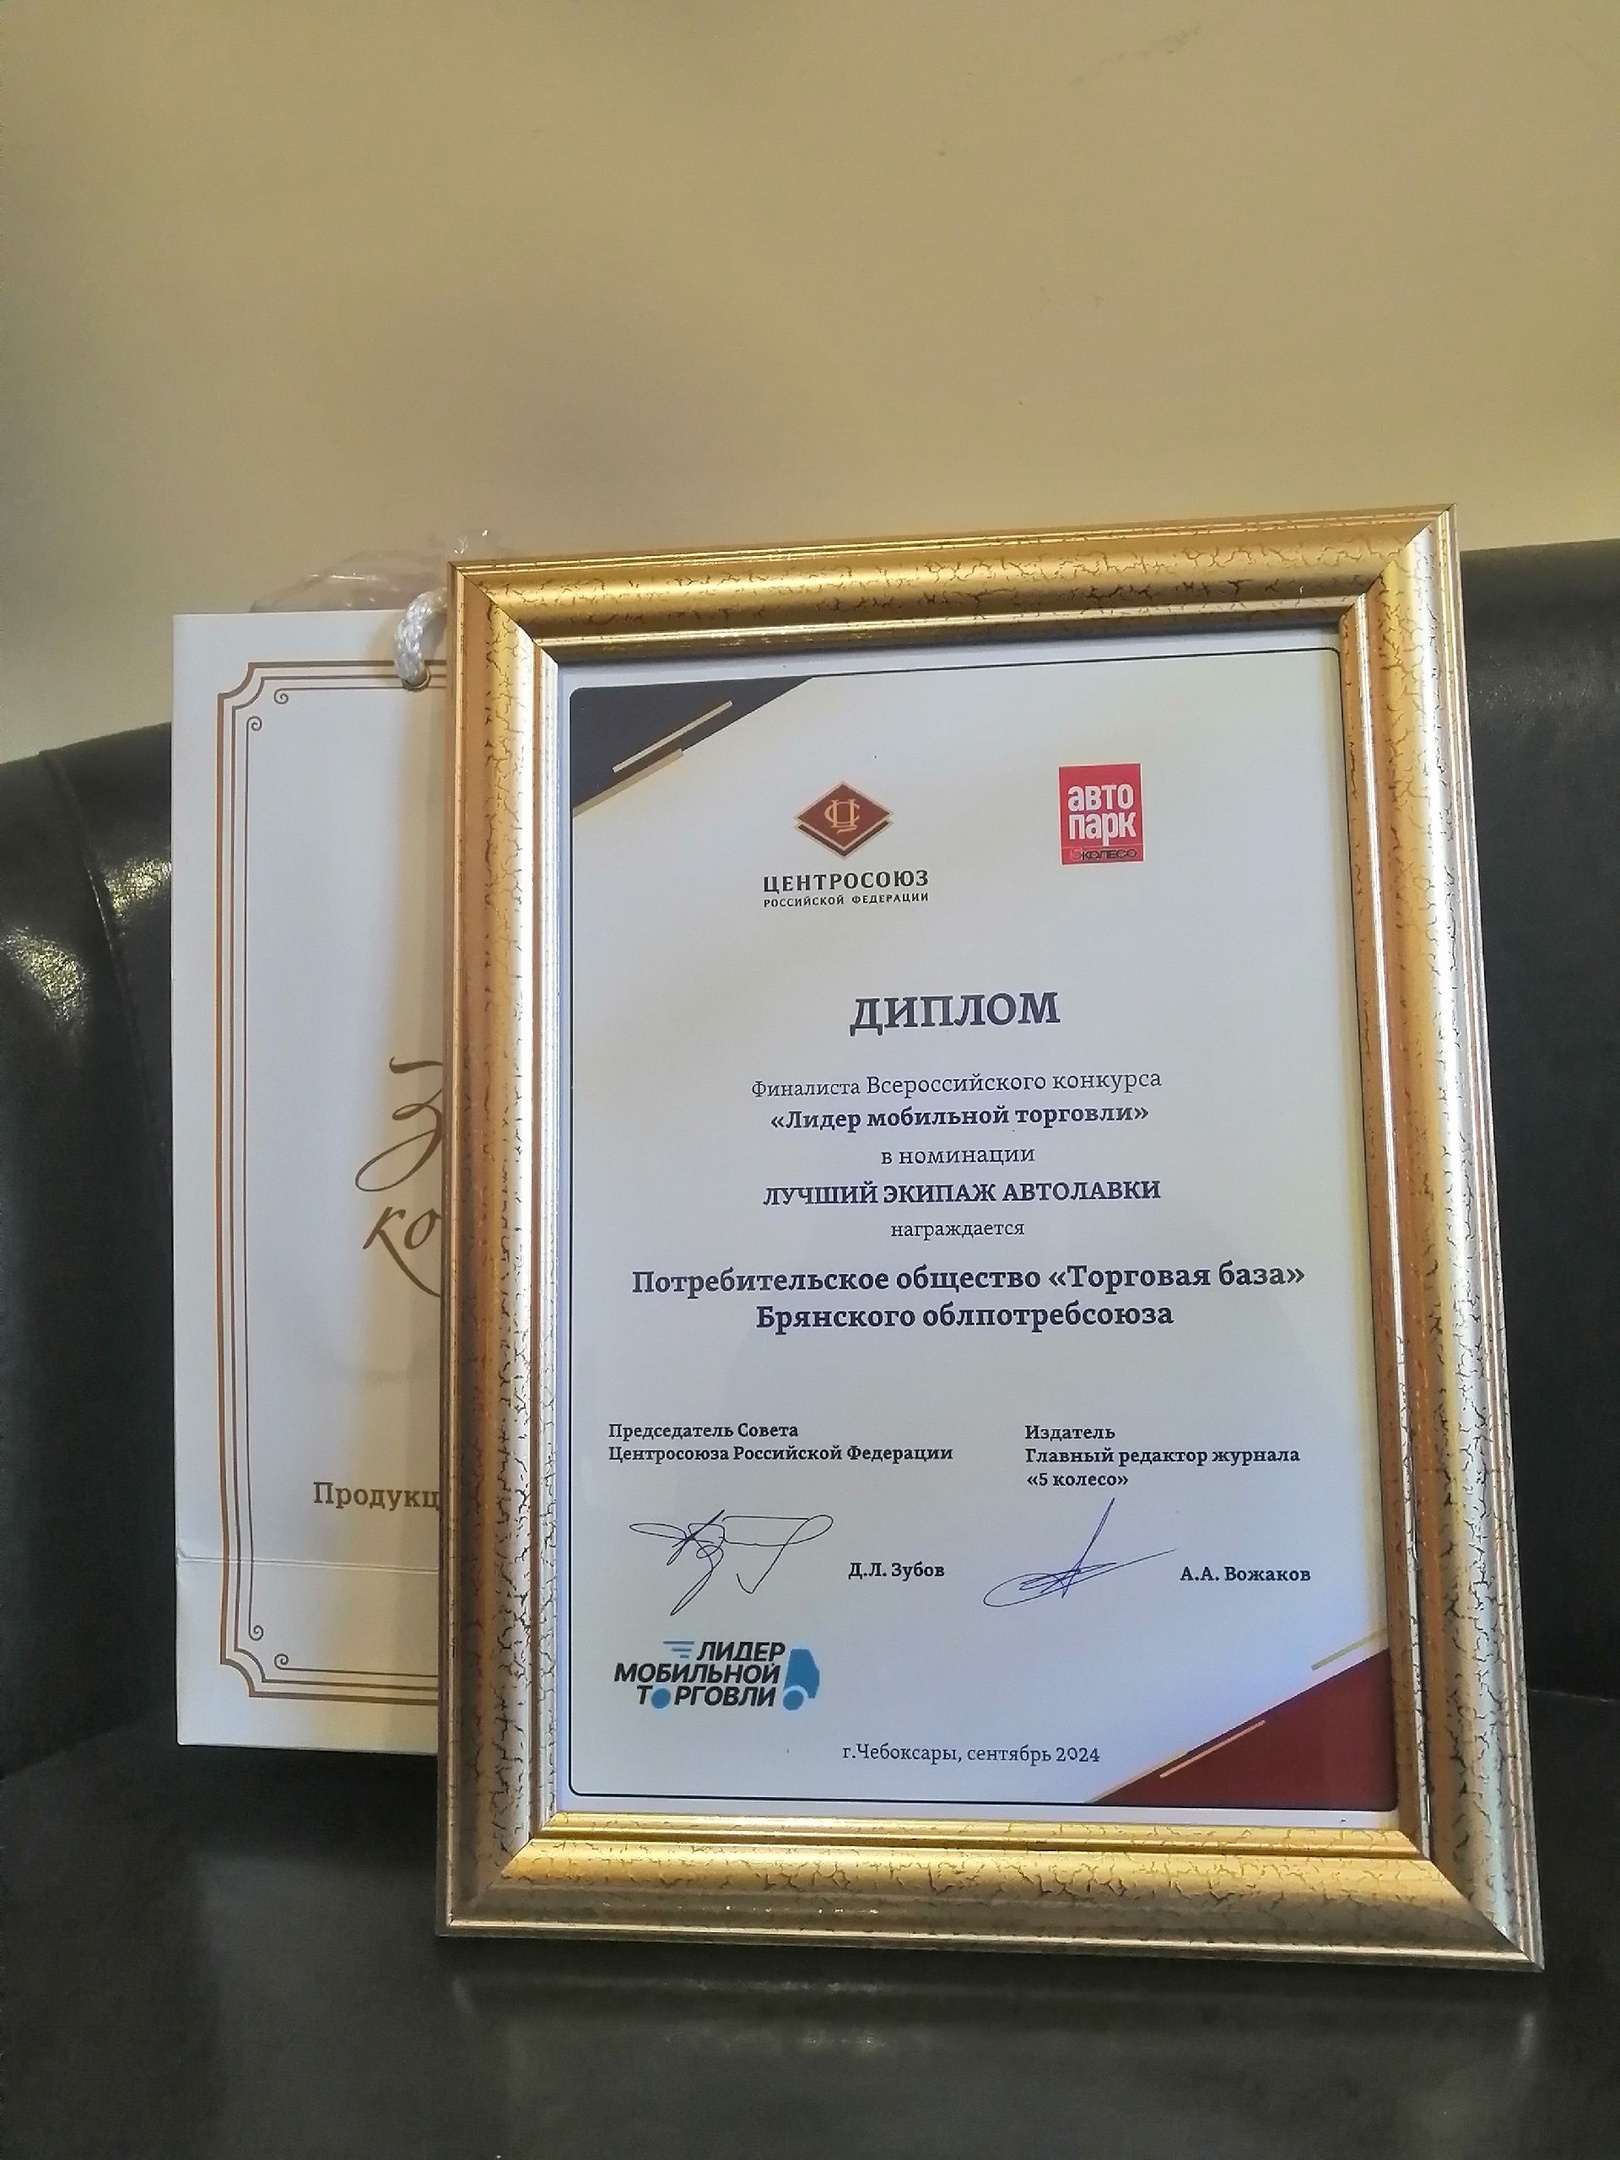 ЦЕНТРОСОЮЗ
РОССИЙСКОЙ ФЕДЕРАЦИИ
авто
парк
5КОЛЕСО
ДИПЛОМ
Финалиста Всероссийского конкурса
«Лидер мобильной торговли»
в номинации
ЛУЧШИЙ ЭКИПАЖ АВТОЛАВКИ
награждается
Потребительское общество «Торговая база»
Брянского облпотребсоюза
Председатель Совета
Центросоюза Российской Федерации
Д.Л. Зубов
Издатель
Главный редактор журнала
«5 колесо»
А.А. Вожаков
ЛИДЕР
МОБИЛЬНОЙ
ТОРГОВЛИ
г.Чебоксары, сентябрь 2024